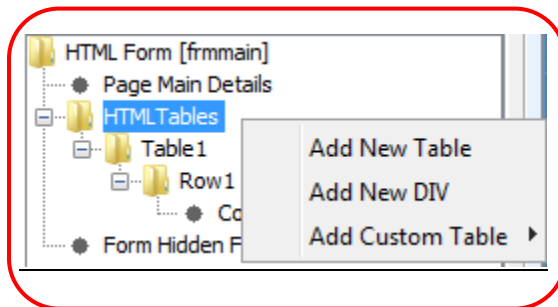 HTML Form [frmmain]
Page Main Details
HTMLTables
Table1
Row1
Form Hidden
Add New Table
Add New DIV
Add Custom Table